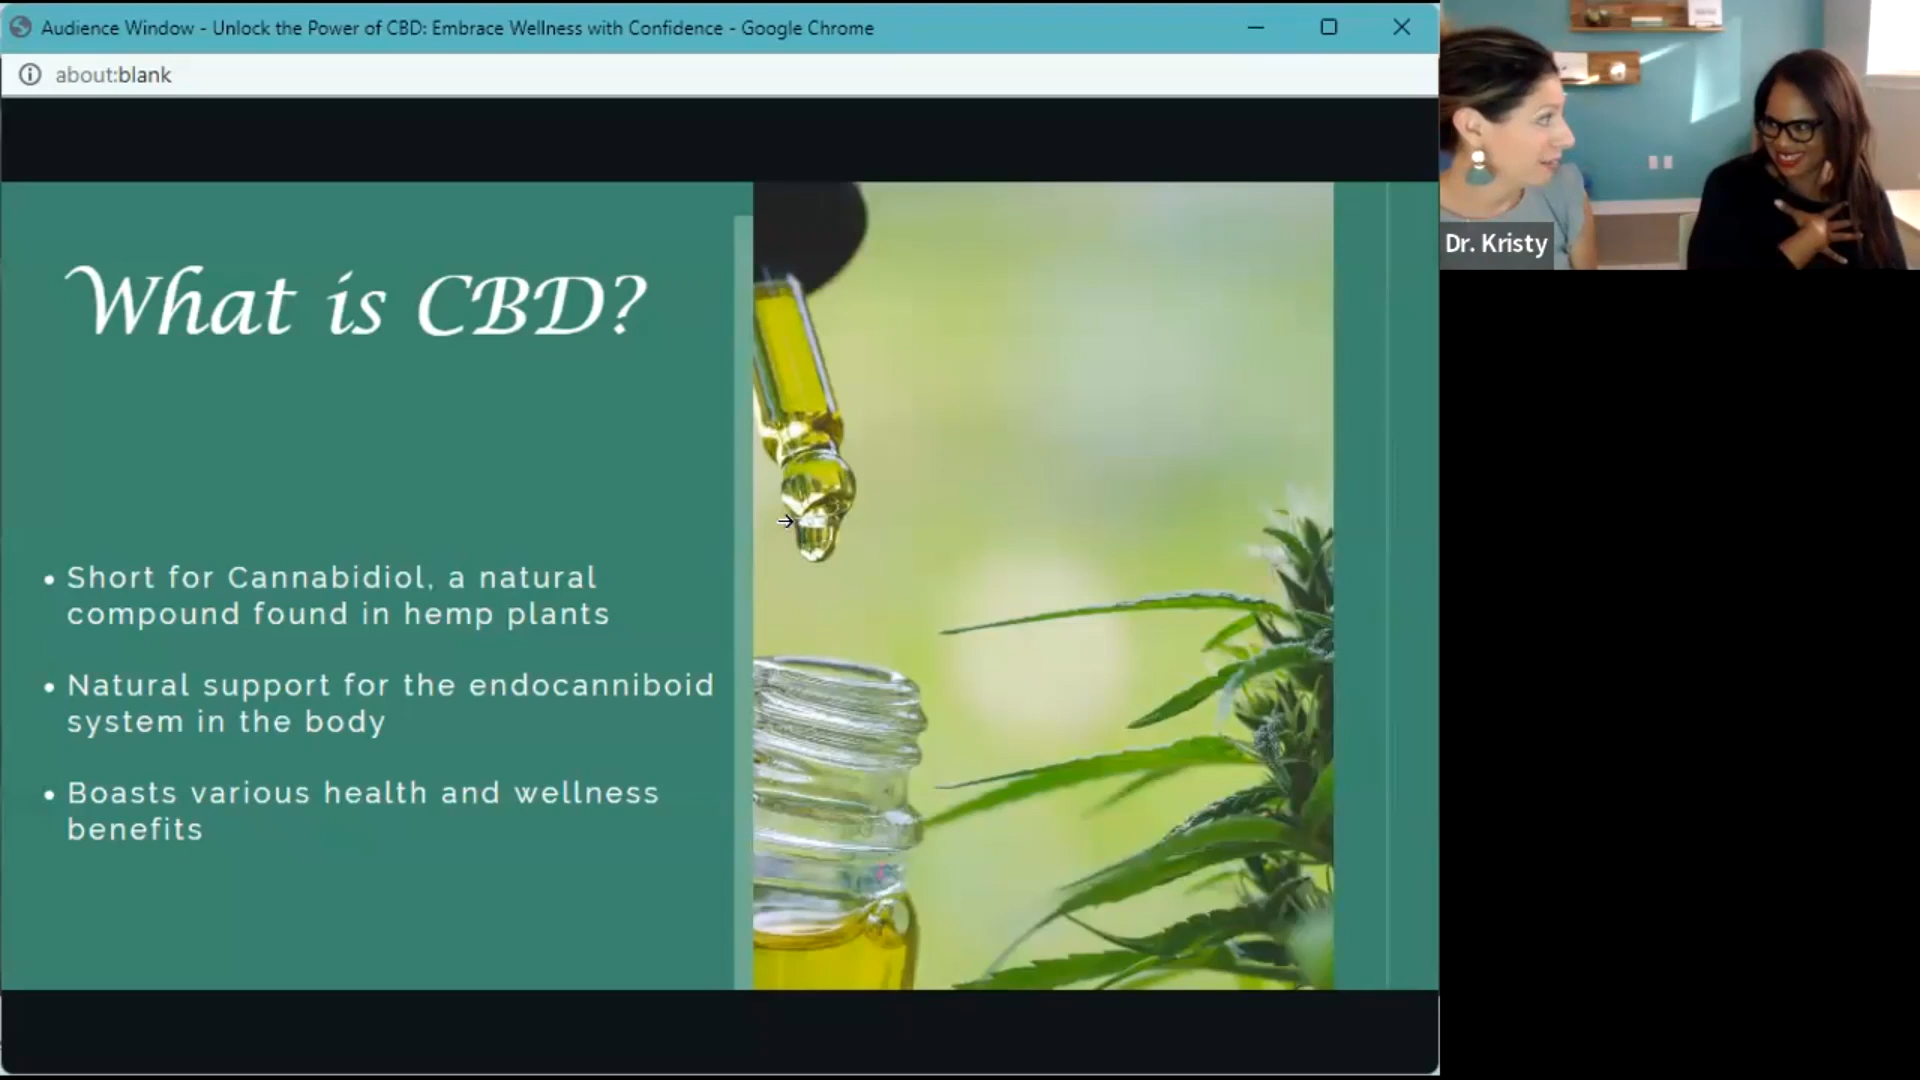 Audience Window - Unlock the Power of CBD: Embrace Wellness with Confidence - Google Chrome
about:blank
Dr. Kristy
What is CBD?
• Short for Cannabidiol, a natural
compound found in hemp plants
• Natural support for the endocanniboid
system in the body
• Boasts various health and wellness
benefits